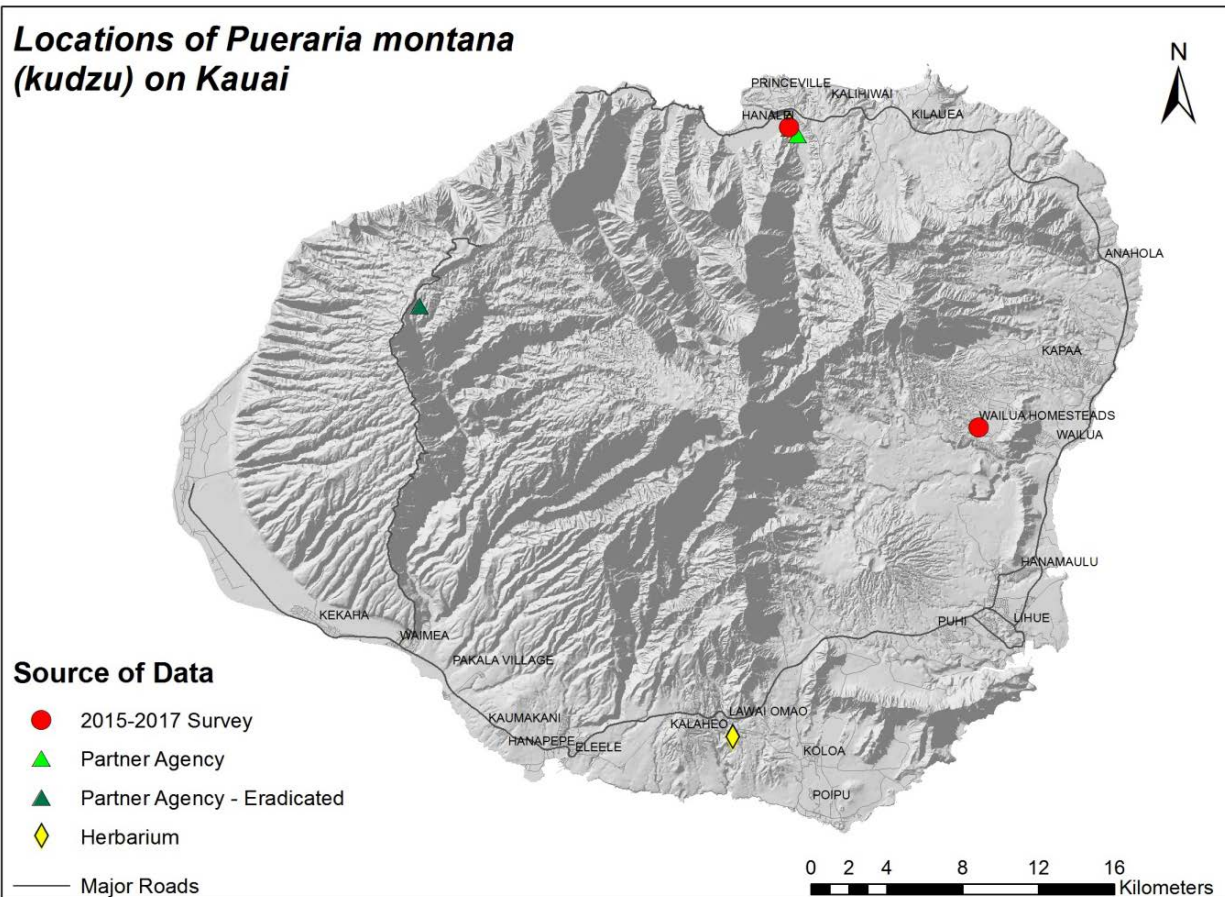 Locations of Pueraria montana
(kudzu) on Kauai
N
PRINCEVILLE
KALIHIWAI
HANALEI
KILAUEA
ANAHOLA
KAPAA
WAILUA HOMESTEADS
WAILUA
HANAMAULU
LIHUE
PUHI
KEKAHA
WAIMEA
PAKALA VILLAGE
KAUMAKANI
HANAPEPE
ELEELE
KALAHEO
LAWAI OMAO
KOLOA
POIPU
Source of Data
2015-2017 Survey
Partner Agency
Partner Agency - Eradicated
Herbarium
Major Roads
0 2 4 8 12 16
Kilometers